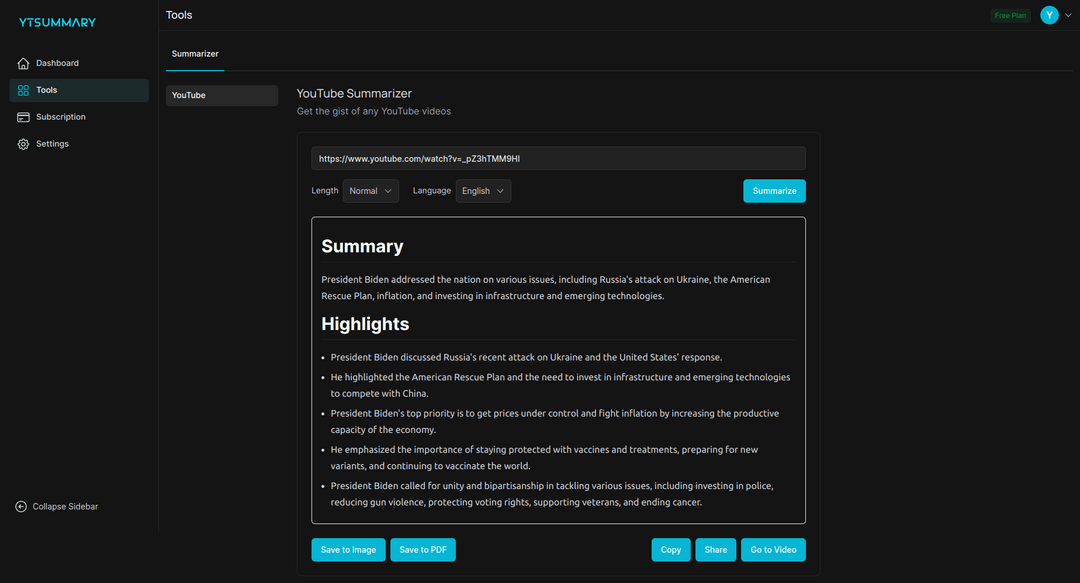 YTSUMMARY
Tools
Free Plan
Y
Dashboard
Tools
Subscription
Settings
Collapse Sidebar
Summarizer
YouTube
YouTube Summarizer
Get the gist of any YouTube videos
https://www.youtube.com/watch?v=_pZ3hTMM9HI
Length Normal Language English Summarize
Summary
President Biden addressed the nation on various issues, including Russia's attack on Ukraine, the American
Rescue Plan, inflation, and investing in infrastructure and emerging technologies.
Highlights
• President Biden discussed Russia's recent attack on Ukraine and the United States' response.
• He highlighted the American Rescue Plan and the need to invest in infrastructure and emerging technologies
to compete with China.
• President Biden's top priority is to get prices under control and fight inflation by increasing the productive
capacity of the economy.
• He emphasized the importance of staying protected with vaccines and treatments, preparing for new
variants, and continuing to vaccinate the world.
• President Biden called for unity and bipartisanship in tackling various issues, including investing in police,
reducing gun violence, protecting voting rights, supporting veterans, and ending cancer.
Save to Image Save to PDF Copy Share Go to Video